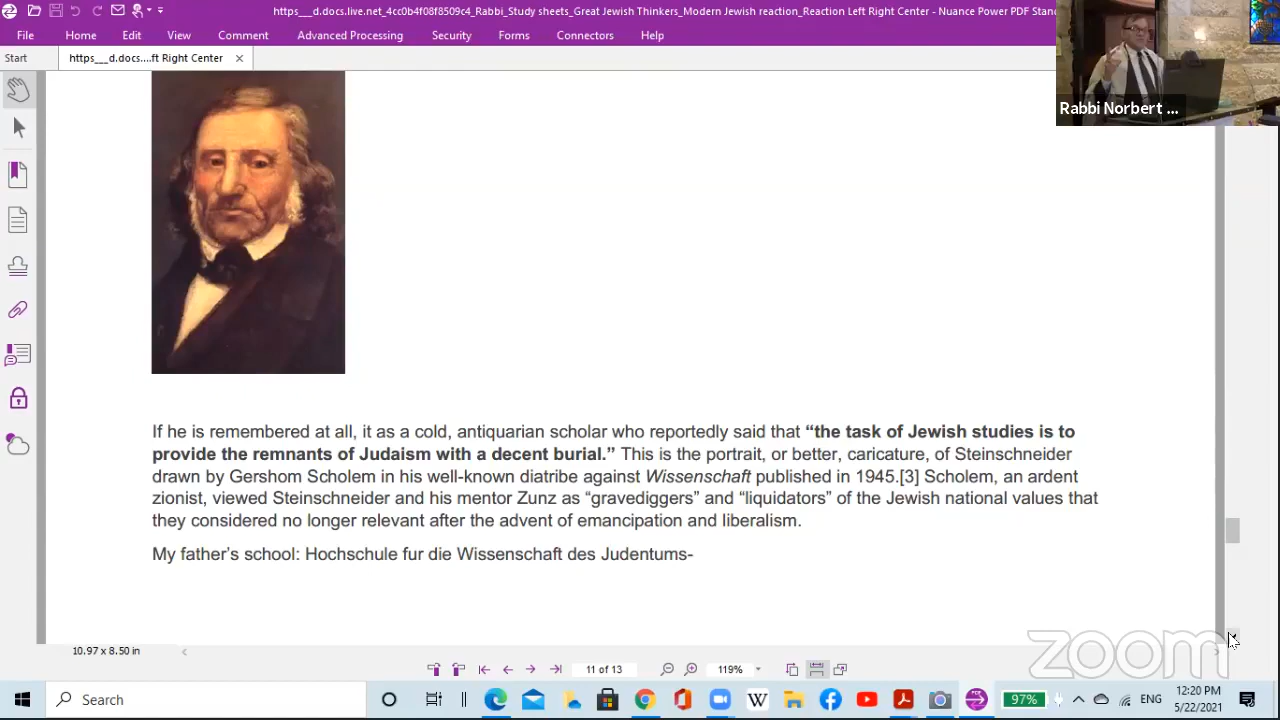 https___d.docs.live.net_4cc0b4f08f8509c4_Rabbi_Study sheets_Great Jewish Thinkers_Modern Jewish reaction_Reaction Left Right Center - Nuance Power PDF Stan
File Home Edit View Comment Advanced Processing Security Forms Connectors Help
Start https___d.docs....ft Right Center
Rabbi Norbert ...
If he is remembered at all, it as a cold, antiquarian scholar who reportedly said that “the task of Jewish studies is to
provide the remnants of Judaism with a decent burial.” This is the portrait, or better, caricature, of Steinschneider
drawn by Gershom Scholem in his well-known diatribe against Wissenschaft published in 1945.[3] Scholem, an ardent
zionist, viewed Steinschneider and his mentor Zunz as “gravediggers” and “liquidators” of the Jewish national values that
they considered no longer relevant after the advent of emancipation and liberalism.
My father’s school: Hochschule fur die Wissenschaft des Judentums-
zoom
10.97 x 8.50 in
11 of 13 119%
Search 97% ENG 12:20 PM
5/22/2021